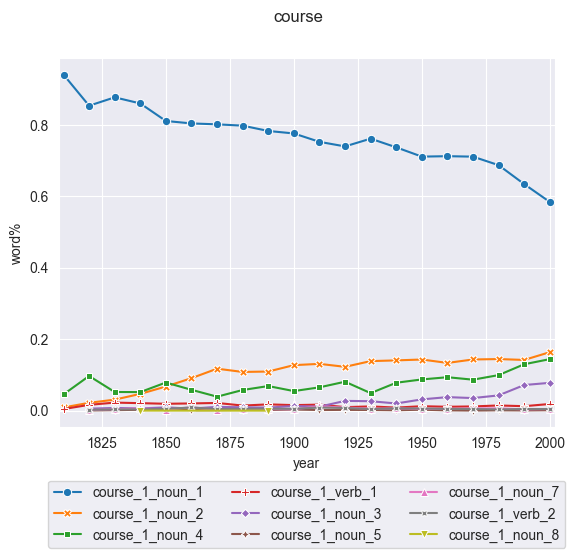 course
0.8
0.6
0.4
0.2
0.0
word%
1825 1850 1875 1900 1925 1950 1975 2000
year
course_1_noun_1 course_1_verb_1 course_1_noun_7
course_1_noun_2 course_1_noun_3 course_1_verb_2
course_1_noun_4 course_1_noun_5 course_1_noun_8